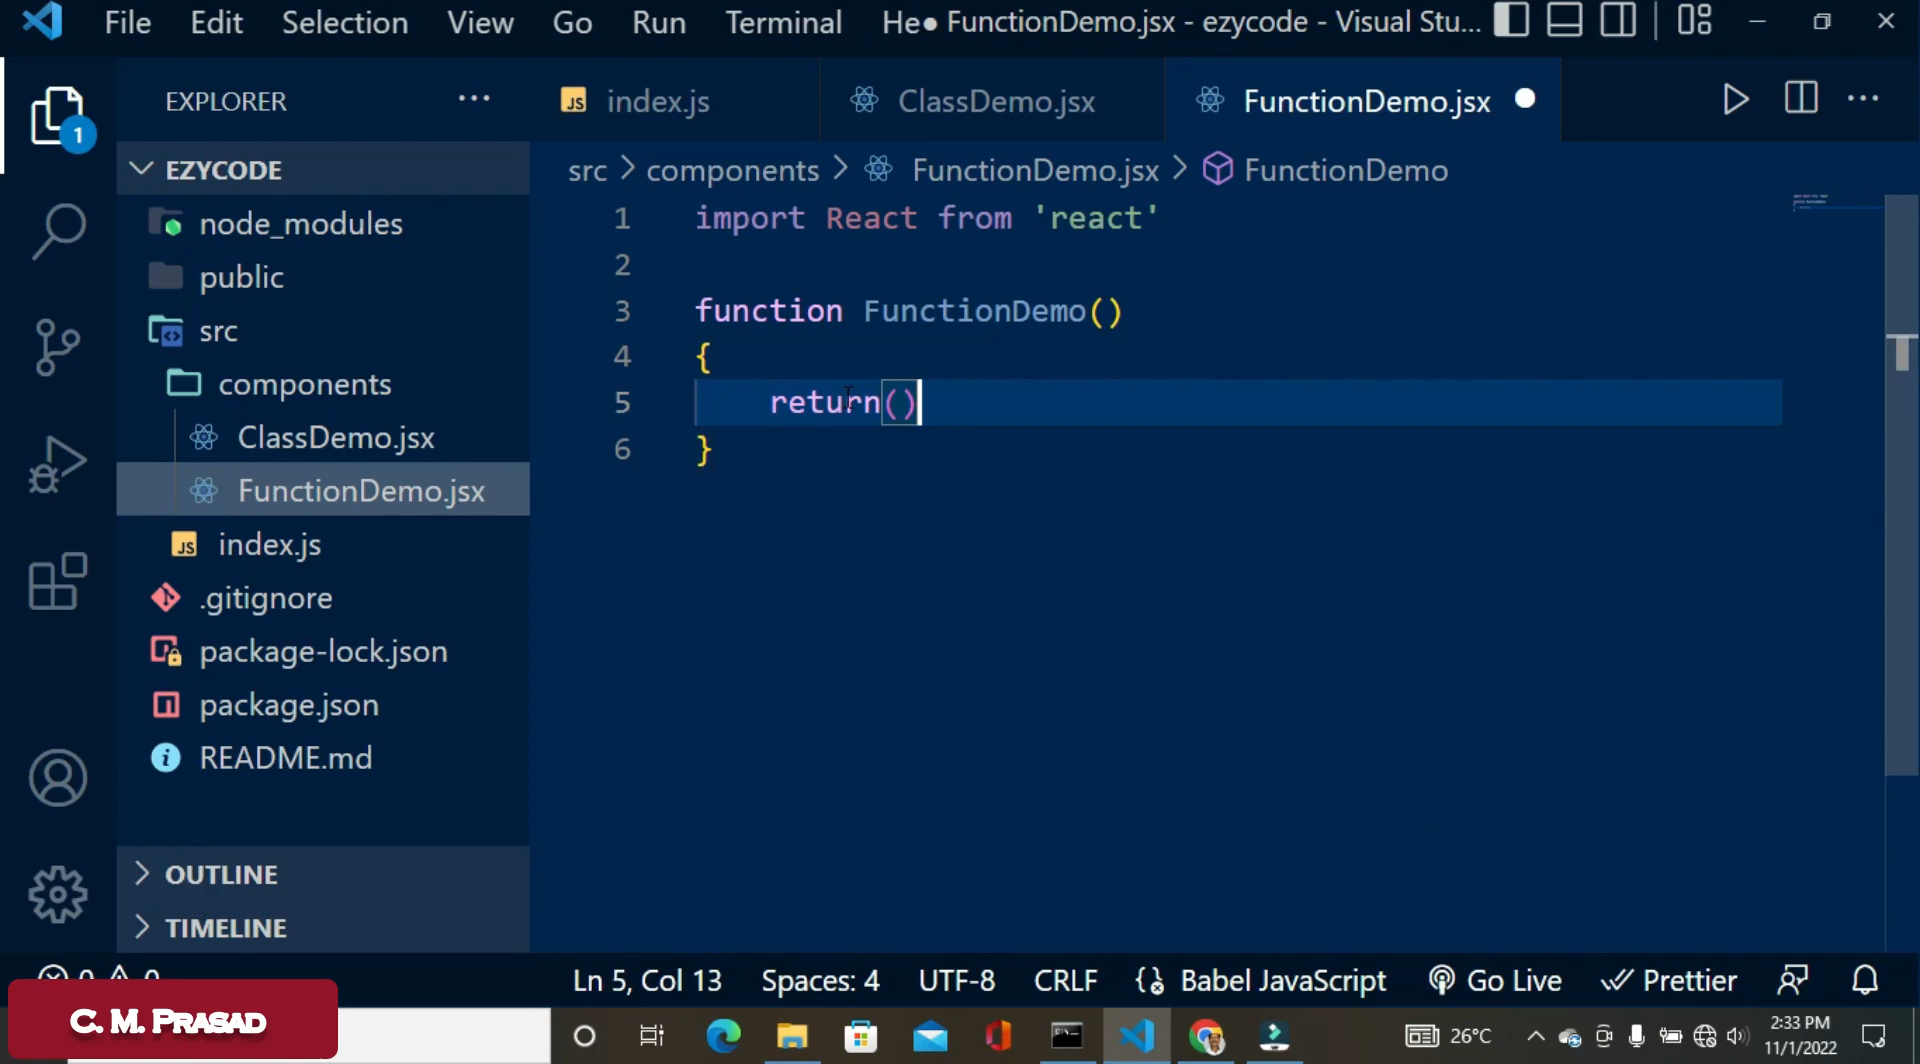 File Edit Selection View Go Run Terminal He● FunctionDemo.jsx - ezycode - Visual Stu...
EXPLORER ···
index.js
ClassDemo.jsx
FunctionDemo.jsx
EZYCODE
src > components > FunctionDemo.jsx > FunctionDemo
node_modules
public
src
components
ClassDemo.jsx
FunctionDemo.jsx
index.js
.gitignore
package-lock.json
package.json
README.md
1 import React from 'react'
2
3 function FunctionDemo()
4 {
5 return()
6 }
OUTLINE
TIMELINE
Ln 5, Col 13 Spaces: 4 UTF-8 CRLF Babel JavaScript Go Live Prettier
C. M. PRASAD
26°C
2:33 PM
11/1/2022